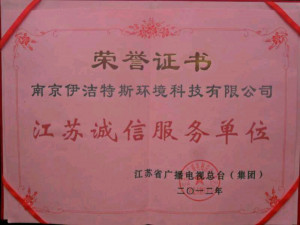 荣誉证书
南京伊洁特斯环境科技有限公司
江苏诚信服务单位
江苏省广播电视总台（集团）
二〇一二年